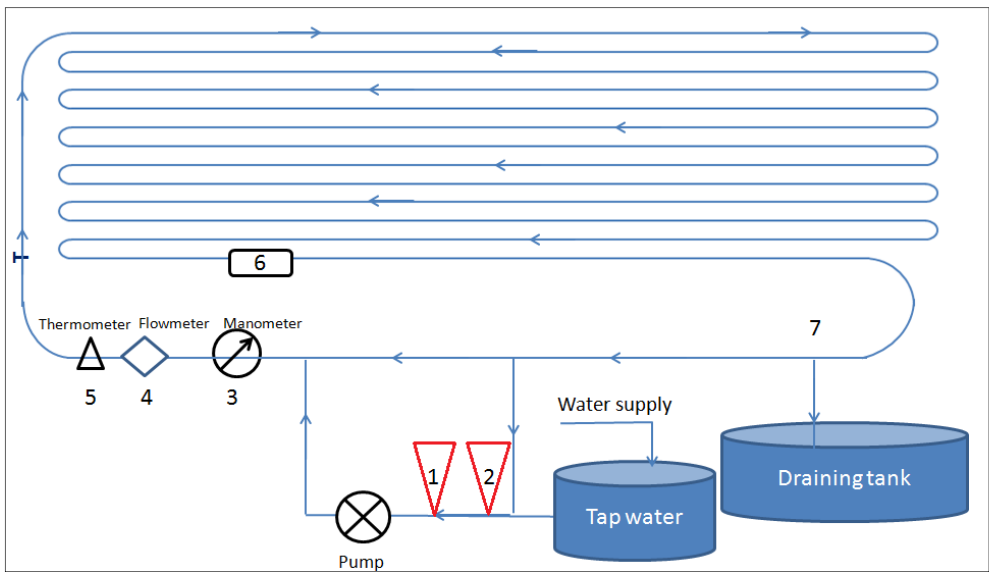 6
Thermometer Flowmeter Manometer
7
5 4 3
Water supply
1 2
Draining tank
Tap water
Pump